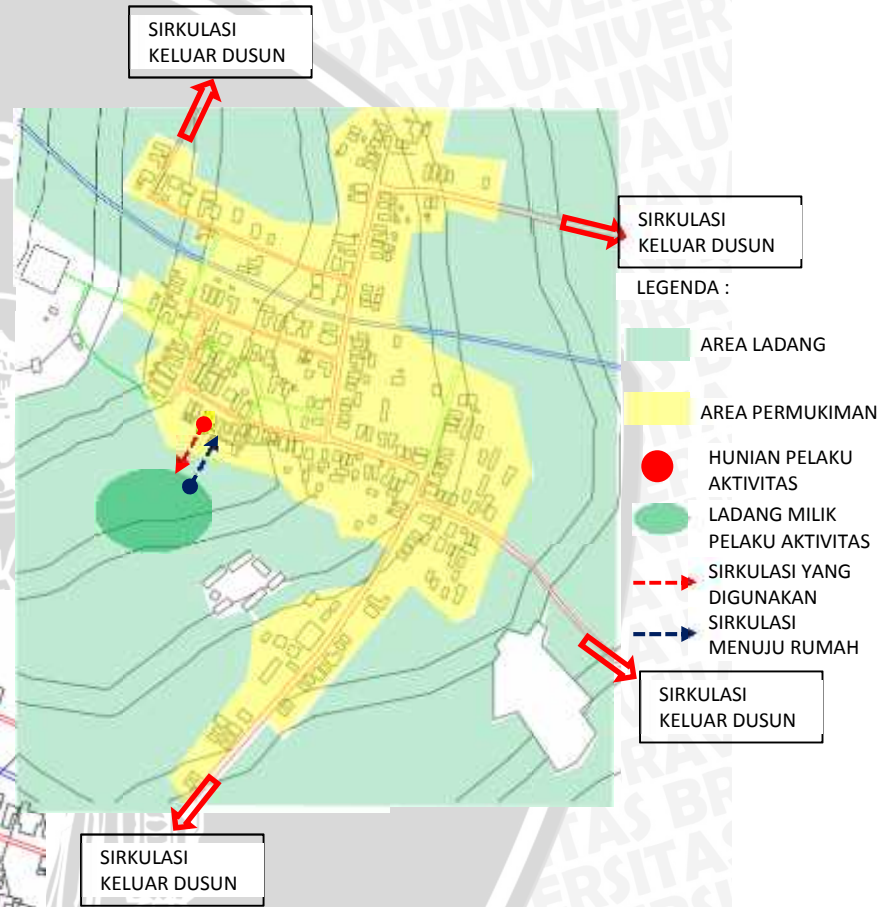 SIRKULASI
KELUAR DUSUN
SIRKULASI
KELUAR DUSUN
LEGENDA :
AREA LADANG
AREA PERMUKIMAN
HUNIAN PELAKU
AKTIVITAS
LADANG MILIK
PELAKU AKTIVITAS
SIRKULASI YANG
DIGUNAKAN
SIRKULASI
MENUJU RUMAH
SIRKULASI
KELUAR DUSUN
SIRKULASI
KELUAR DUSUN